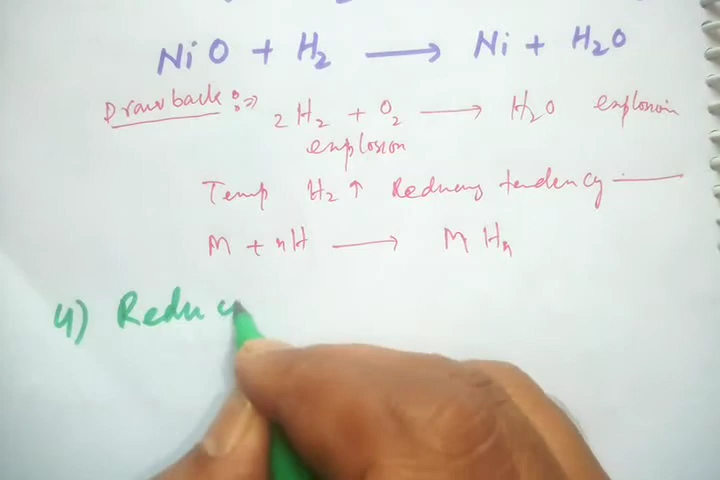 NiO + H₂ ⟶ Ni + H₂O
Drawback :⇒ 2H₂ + O₂ ⟶ H₂O explosion
explosion
Temp H₂ ↑ Reducing tendency —
M + nH ⟶ MHn
4) Reduc